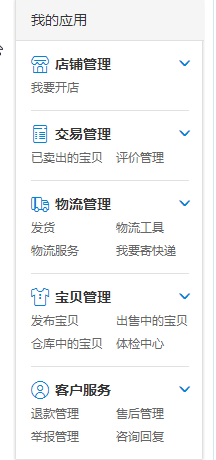 我的应用
店铺管理
我要开店
交易管理
已卖出的宝贝 评价管理
物流管理
发货 物流工具
物流服务 我要寄快递
宝贝管理
发布宝贝 出售中的宝贝
仓库中的宝贝 体检中心
客户服务
退款管理 售后管理
举报管理 咨询回复